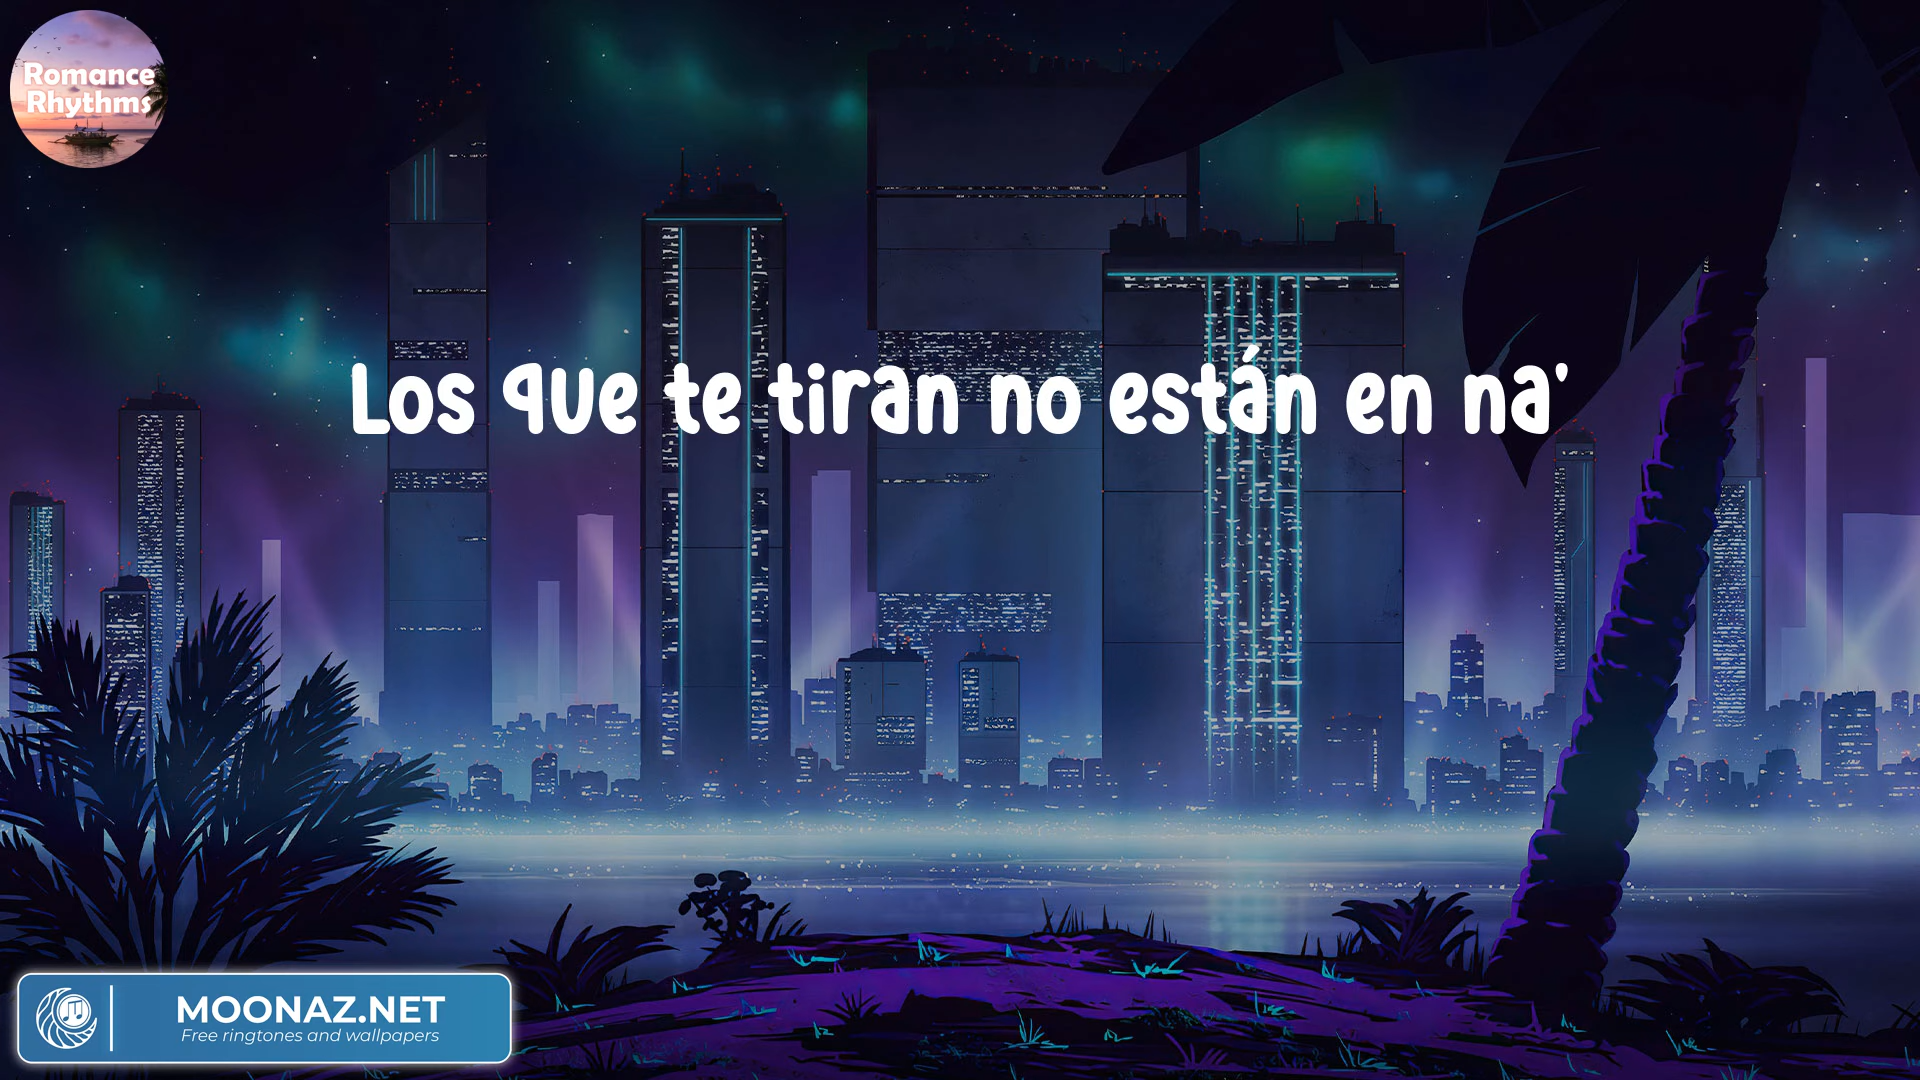 Romance
Rhythms
Los que te tiran no están en na'
MOONAZ.NET
Free ringtones and wallpapers